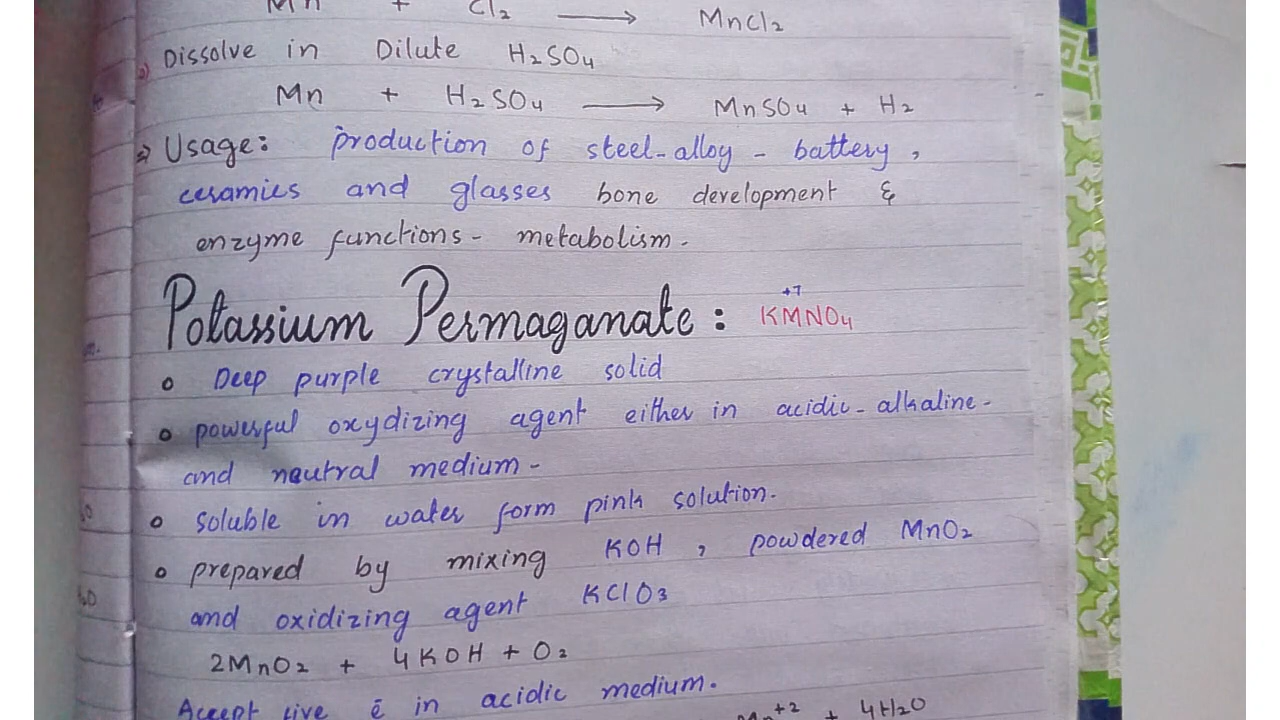 Mn + Cl2 → MnCl2
Dissolve in Dilute H2SO4
Mn + H2SO4 → MnSO4 + H2
⇒ Usage: production of steel-alloy - battery,
ceramics and glasses bone development &
enzyme functions - metabolism.
Potassium Permaganate: KMNO4
+7
o Deep purple crystalline solid
o powerful oxydizing agent either in acidic-alkaline-
and neutral medium-
o soluble in water form pink solution.
o prepared by mixing KOH, powdered MnO2
and oxidizing agent KClO3
2MnO2 + 4KOH + O2
Accept five ē in acidic medium.
Mn+2 + 4H2O